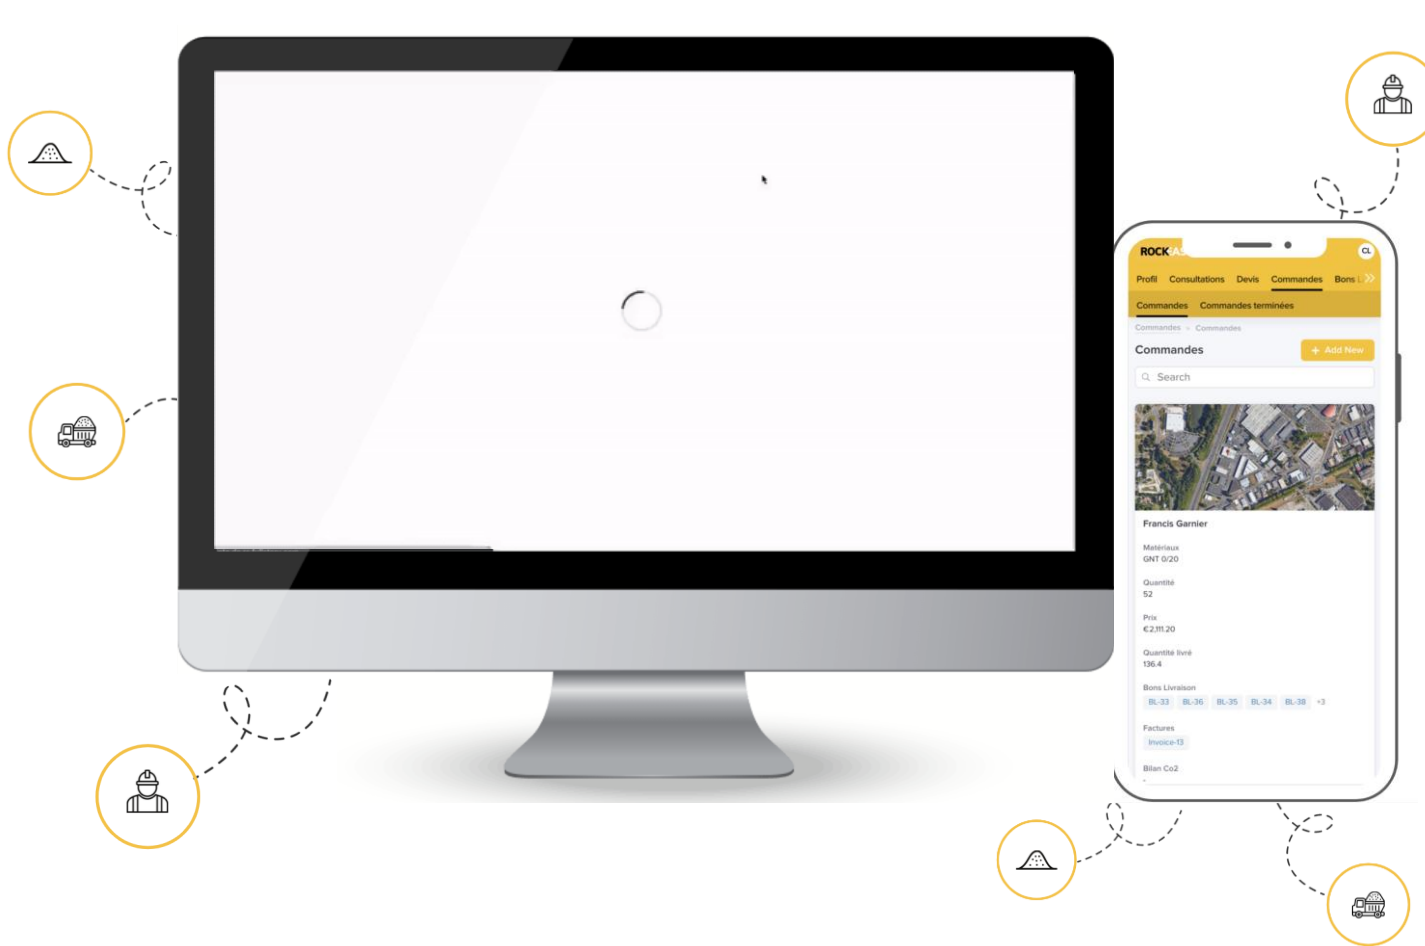 ROCK
CL
Profil Consultations Devis Commandes Bons
Commandes Commandes terminées
Commandes > Commandes
Commandes
+ Add New
Search
Francis Garnier
Matériaux
GNT 0/20
Quantité
52
Prix
€2,111.20
Quantité livré
136.4
Bons Livraison
BL-33 BL-36 BL-35 BL-34 BL-38 +3
Factures
Invoice-13
Bilan Co2